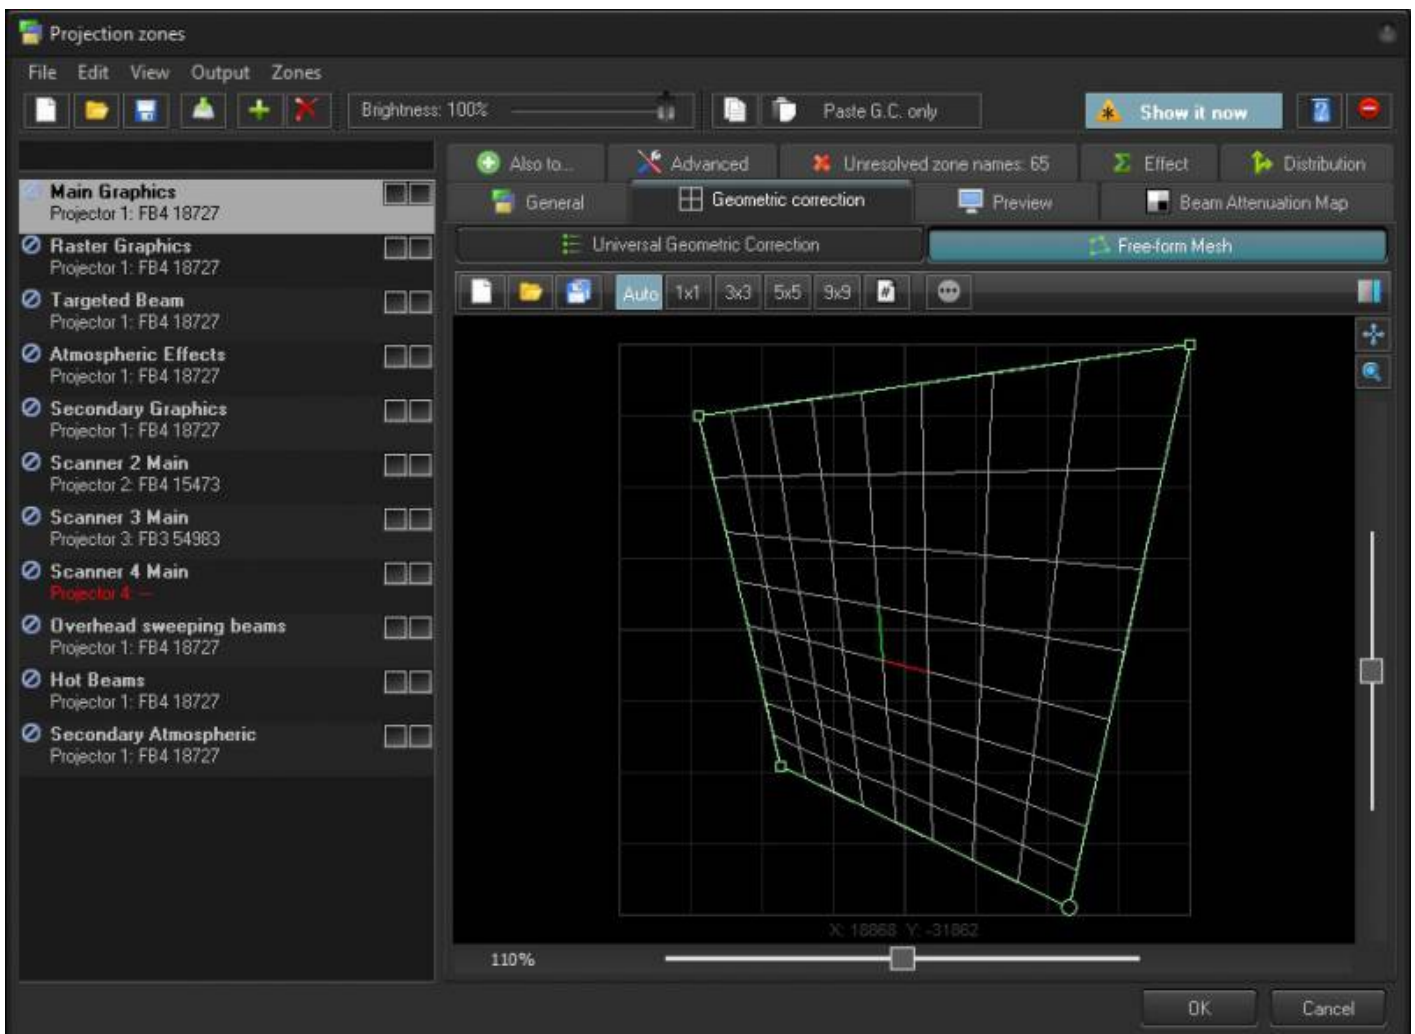 Projection zones
File Edit View Output Zones
Brightness: 100%
Paste G.C. only
Show it now
Also to...
Advanced
Unresolved zone names: 65
Effect
Distribution
General
Geometric correction
Preview
Beam Attenuation Map
Universal Geometric Correction
Free-form Mesh
Auto 1x1 3x3 5x5 9x9 #
Main Graphics
Projector 1: FB4 18727
Raster Graphics
Projector 1: FB4 18727
Targeted Beam
Projector 1: FB4 18727
Atmospheric Effects
Projector 1: FB4 18727
Secondary Graphics
Projector 1: FB4 18727
Scanner 2 Main
Projector 2: FB4 15473
Scanner 3 Main
Projector 3: FB3 54983
Scanner 4 Main
Projector 4: --
Overhead sweeping beams
Projector 1: FB4 18727
Hot Beams
Projector 1: FB4 18727
Secondary Atmospheric
Projector 1: FB4 18727
X: 18868 Y: -31862
110%
OK
Cancel